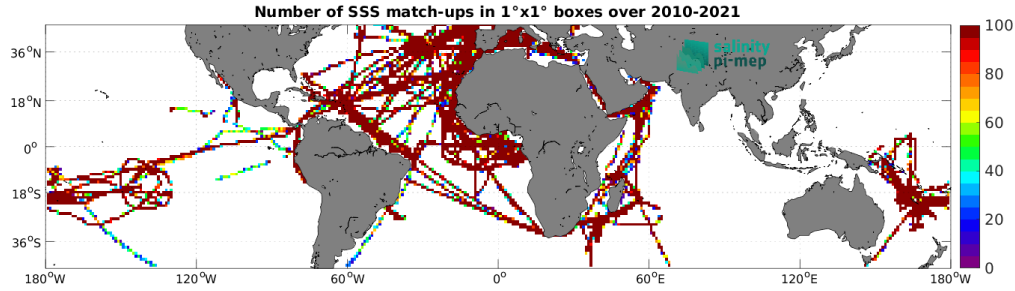 Number of SSS match-ups in 1°x1° boxes over 2010-2021
36°N
18°N
0°
18°S
36°S
180°W
120°W
60°W
0°
60°E
120°E
180°W
salinity
pi-mep
100
80
60
40
20
0